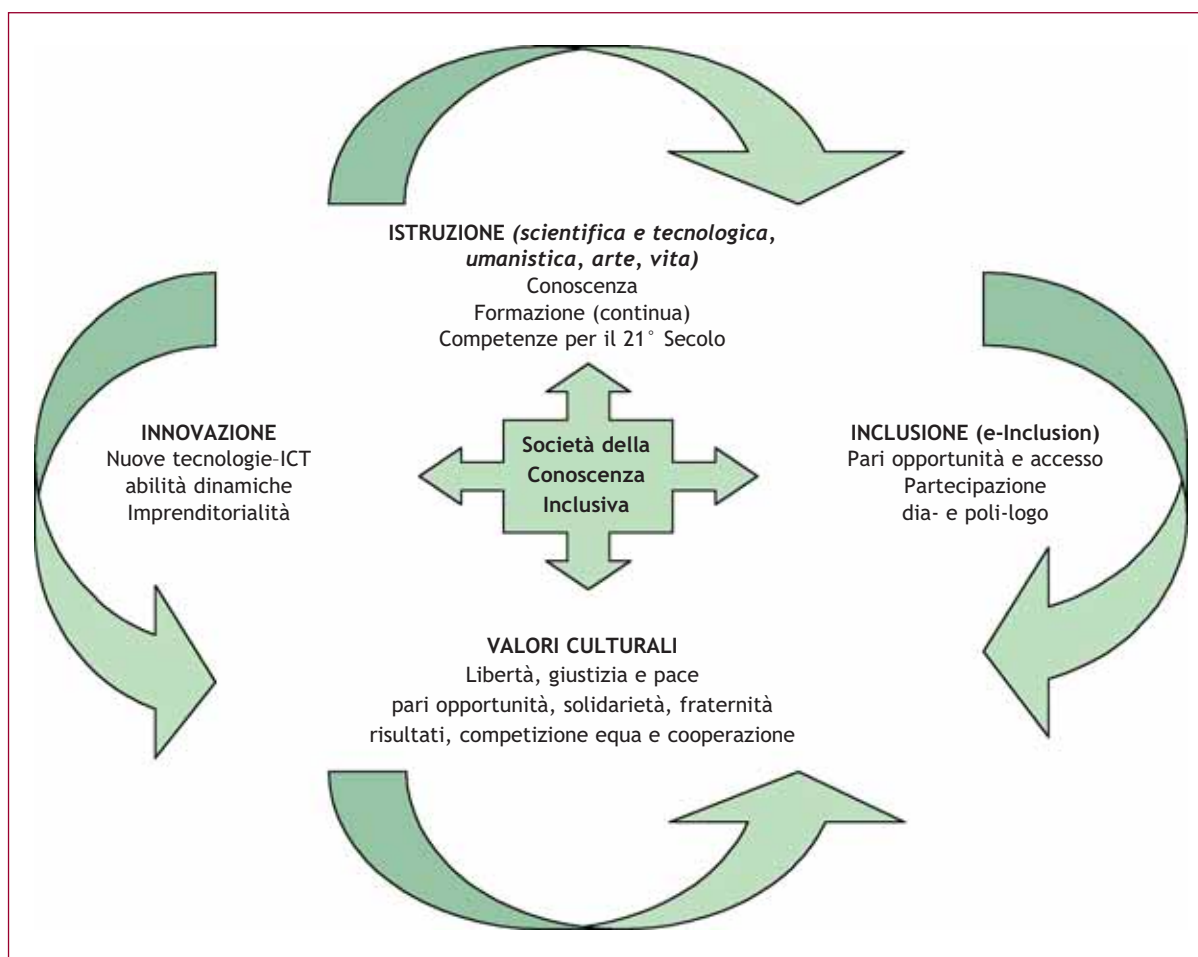 ISTRUZIONE (scientifica e tecnologica,
umanistica, arte, vita)
Conoscenza
Formazione (continua)
Competenze per il 21° Secolo
INNOVAZIONE
Nuove tecnologie-ICT
abilità dinamiche
Imprenditorialità
Società della
Conoscenza
Inclusiva
INCLUSIONE (e-Inclusion)
Pari opportunità e accesso
Partecipazione
dia- e poli-logo
VALORI CULTURALI
Libertà, giustizia e pace
pari opportunità, solidarietà, fraternità
risultati, competizione equa e cooperazione